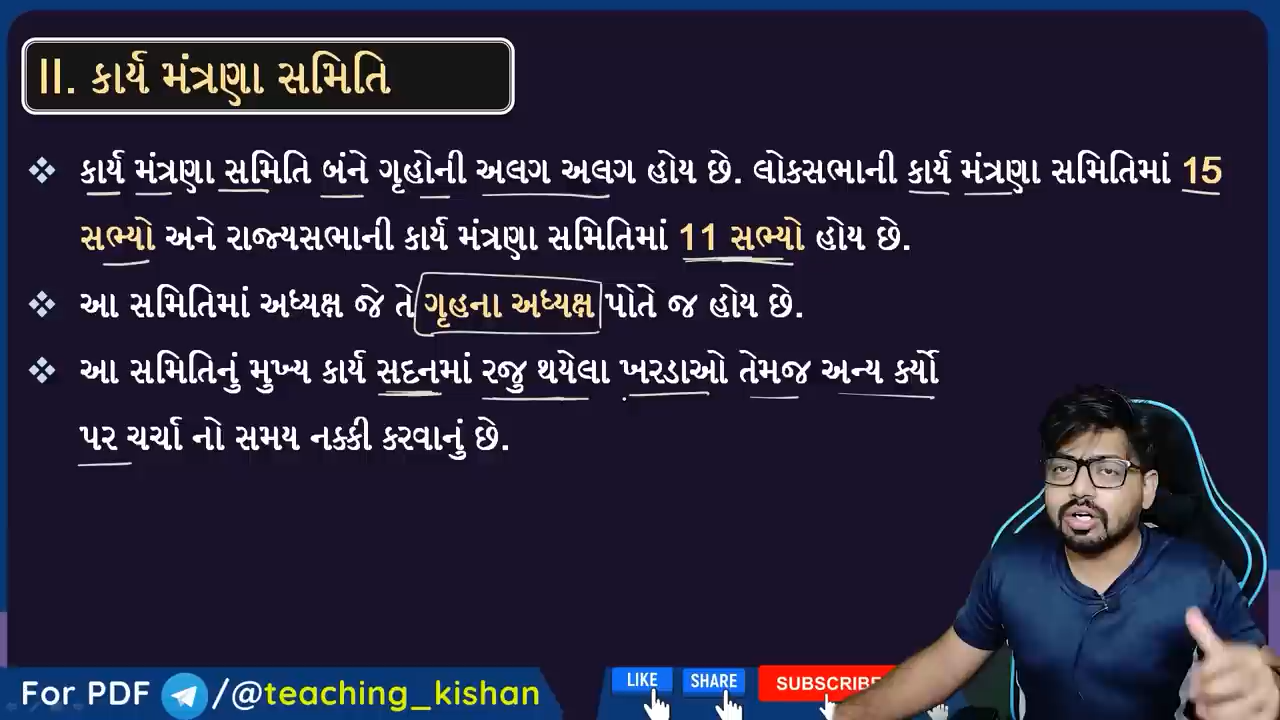 II. કાર્ય મંત્રણા સમિતિ
❖ કાર્ય મંત્રણા સમિતિ બંને ગૃહોની અલગ અલગ હોય છે. લોકસભાની કાર્ય મંત્રણા સમિતિમાં 15
સભ્યો અને રાજ્યસભાની કાર્ય મંત્રણા સમિતિમાં 11 સભ્યો હોય છે.
❖ આ સમિતિમાં અધ્યક્ષ જે તે ગૃહના અધ્યક્ષ પોતે જ હોય છે.
❖ આ સમિતિનું મુખ્ય કાર્ય સદનમાં રજુ થયેલા ખરડાઓ તેમજ અન્ય કર્યો
પર ચર્ચા નો સમય નક્કી કરવાનું છે.
For PDF /@teaching_kishan
LIKE SHARE SUBSCRIBE